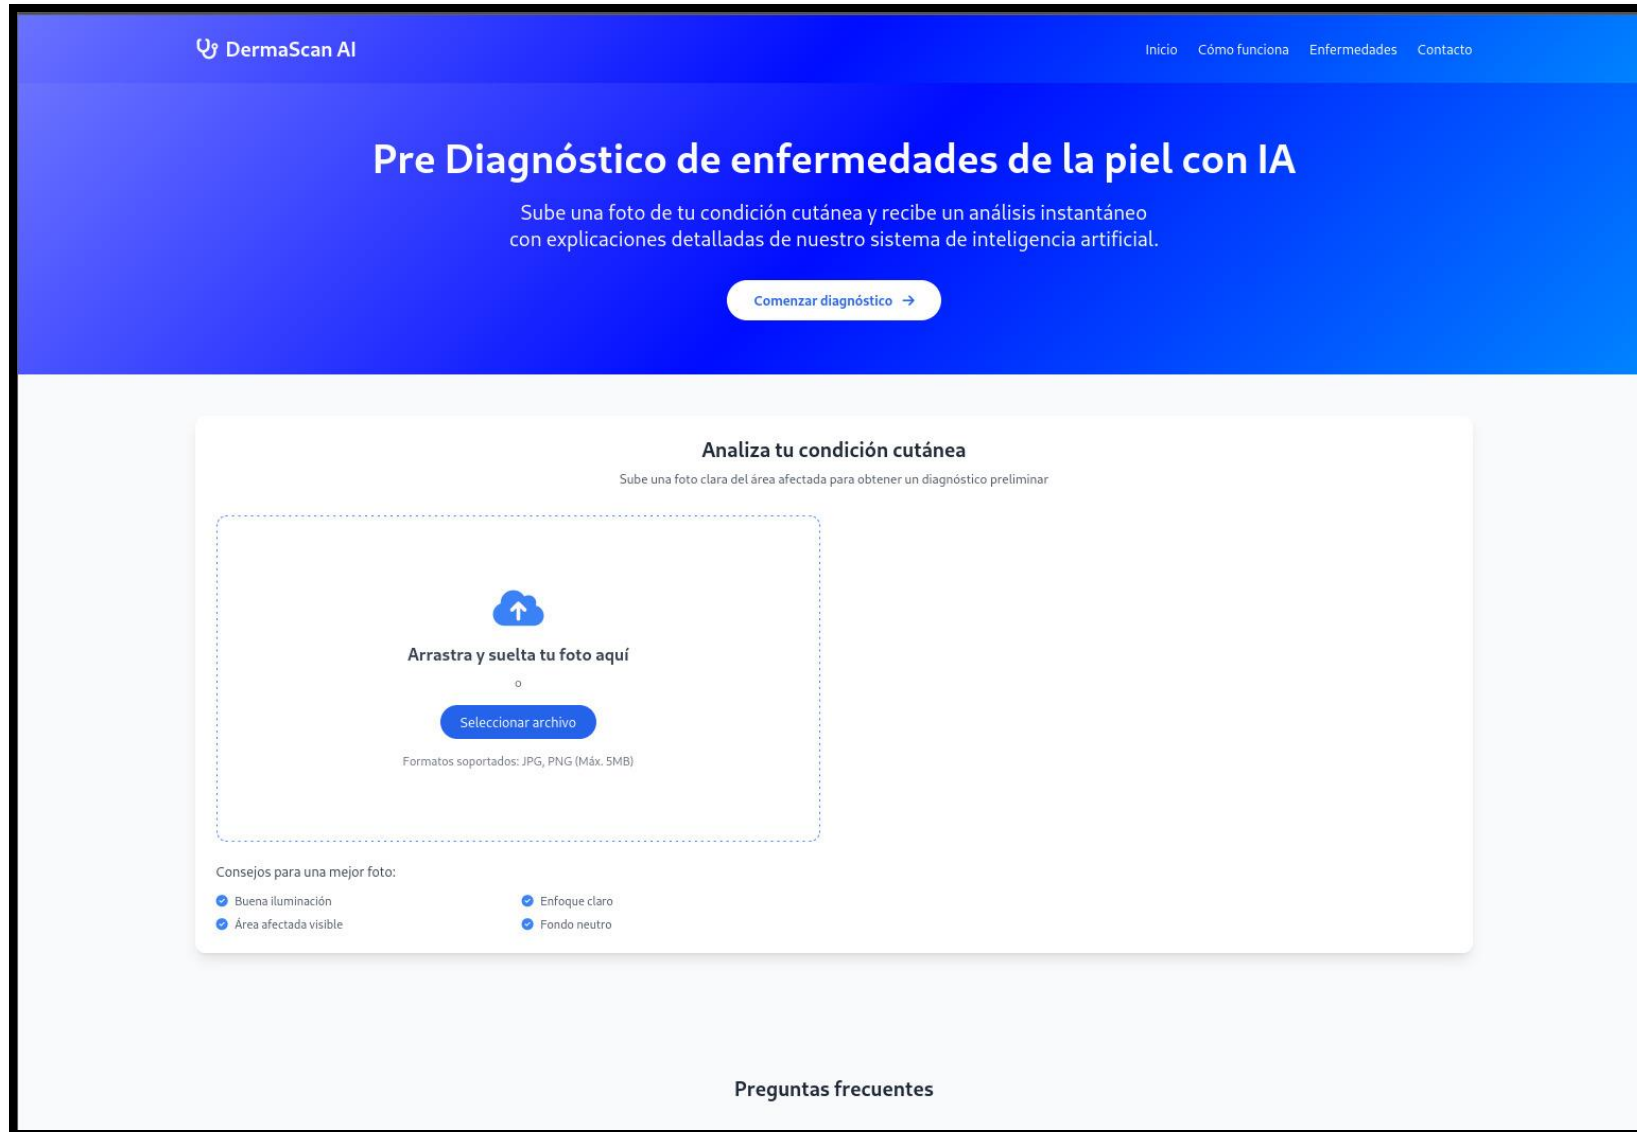 DermaScan AI
Inicio Cómo funciona Enfermedades Contacto
Pre Diagnóstico de enfermedades de la piel con IA
Sube una foto de tu condición cutánea y recibe un análisis instantáneo
con explicaciones detalladas de nuestro sistema de inteligencia artificial.
Comenzar diagnóstico →
Analiza tu condición cutánea
Sube una foto clara del área afectada para obtener un diagnóstico preliminar
Arrastra y suelta tu foto aquí
o
Seleccionar archivo
Formatos soportados: JPG, PNG (Máx. 5MB)
Consejos para una mejor foto:
Buena iluminación
Enfoque claro
Área afectada visible
Fondo neutro
Preguntas frecuentes